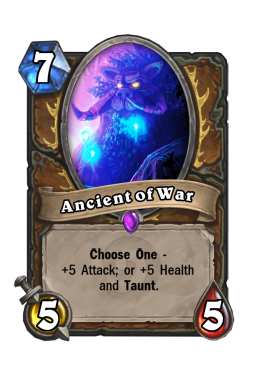 7
Ancient of War
Choose One -
+5 Attack; or +5 Health
and Taunt.
5 5